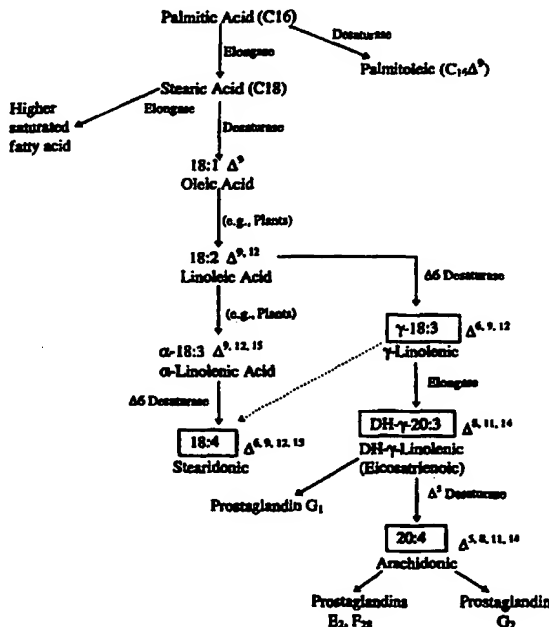 Palmitic Acid (C16)
Desaturase
Elongase
Palmitoleic (C16Δ9)
Stearic Acid (C18)
Elongase
Higher
saturated
fatty acid
Desaturase
18:1 Δ9
Oleic Acid
(e.g., Plants)
18:2 Δ9, 12
Linoleic Acid
Δ6 Desaturase
(e.g., Plants)
γ-18:3 Δ6, 9, 12
γ-Linolenic
α-18:3 Δ9, 12, 15
α-Linolenic Acid
Elongase
Δ6 Desaturase
DH-γ-20:3 Δ8, 11, 14
DH-γ-Linolenic
(Eicosatrienoic)
18:4 Δ6, 9, 12, 15
Stearidonic
Prostaglandin G1
Δ5 Desaturase
20:4 Δ5, 8, 11, 14
Arachidonic
Prostaglandins
E2, F2α
Prostaglandin
G2